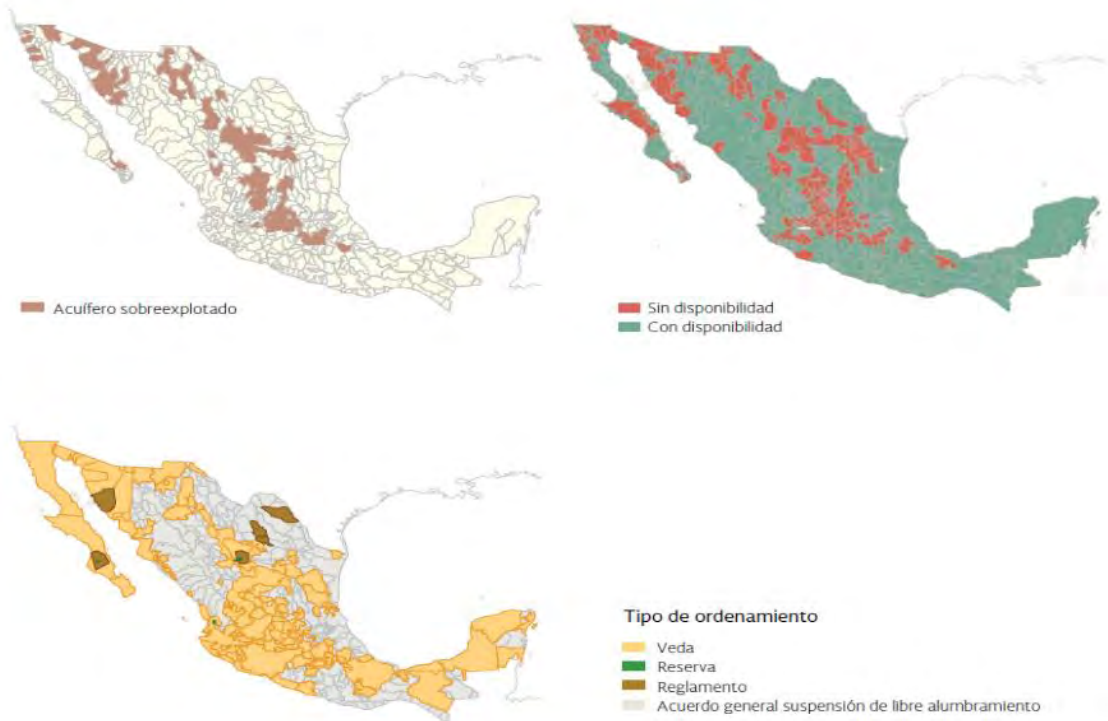 Acuífero sobreexplotado
Sin disponibilidad
Con disponibilidad
Tipo de ordenamiento
Veda
Reserva
Reglamento
Acuerdo general suspensión de libre alumbramiento